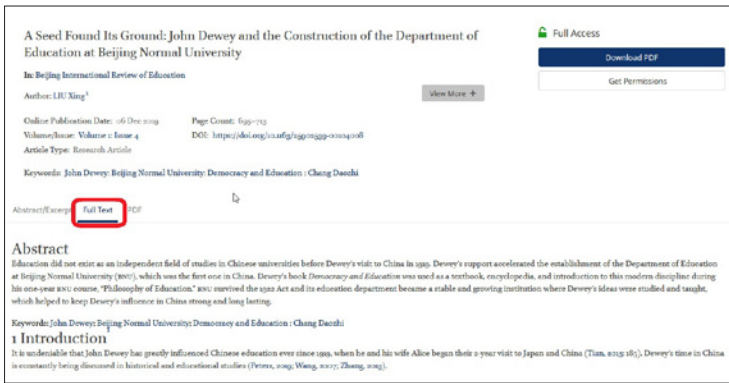 A Seed Found Its Ground: John Dewey and the Construction of the Department of
Education at Beijing Normal University
In: Beijing International Review of Education
Author: LIU Xing¹
View More +
Online Publication Date: 06 Dec 2019
Page Count: 695–713
Volume/Issue: Volume 1: Issue 4
DOI: https://doi.org/10.1163/25902539-00104008
Article Type: Research Article
Keywords: John Dewey; Beijing Normal University; Democracy and Education ; Chang Daozhi
Full Access
Download PDF
Get Permissions
Abstract/Excerpt
Full Text
PDF
Abstract
Education did not exist as an independent field of studies in Chinese universities before Dewey's visit to China in 1919. Dewey's support accelerated the establishment of the Department of Education
at Beijing Normal University (BNU), which was the first one in China. Dewey's book Democracy and Education was used as a textbook, encyclopedia, and introduction to this modern discipline during
his one-year BNU course, "Philosophy of Education." BNU survived the 1922 Act and its education department became a stable and growing institution where Dewey's ideas were studied and taught,
which helped to keep Dewey's influence in China strong and long lasting.
Keywords: John Dewey; Beijing Normal University; Democracy and Education ; Chang Daozhi
1 Introduction
It is undeniable that John Dewey has greatly influenced Chinese education ever since 1919, when he and his wife Alice began their 2-year visit to Japan and China (Tian, 2015: 185). Dewey's time in China
is constantly being discussed in historical and educational studies (Peters, 2019; Wang, 2007; Zhang, 2019).